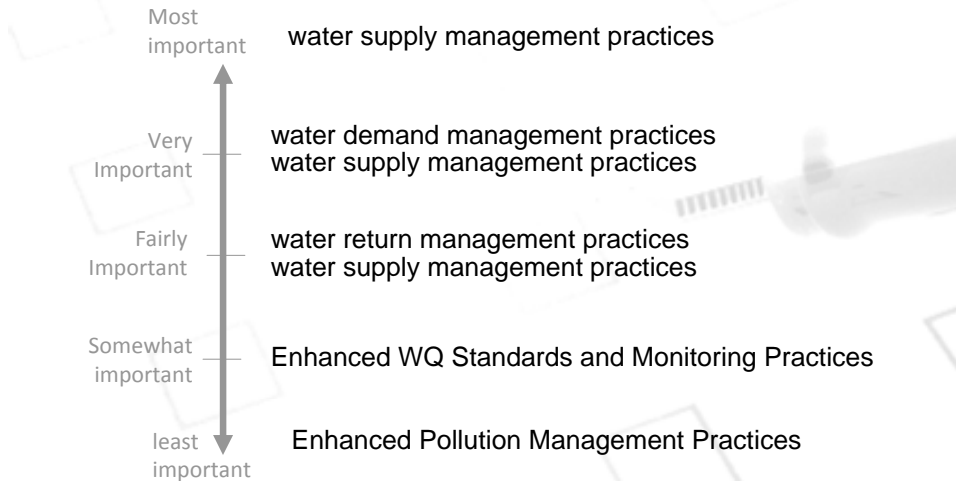 Most
important
water supply management practices
Very
Important
water demand management practices
water supply management practices
Fairly
Important
water return management practices
water supply management practices
Somewhat
important
Enhanced WQ Standards and Monitoring Practices
least
important
Enhanced Pollution Management Practices